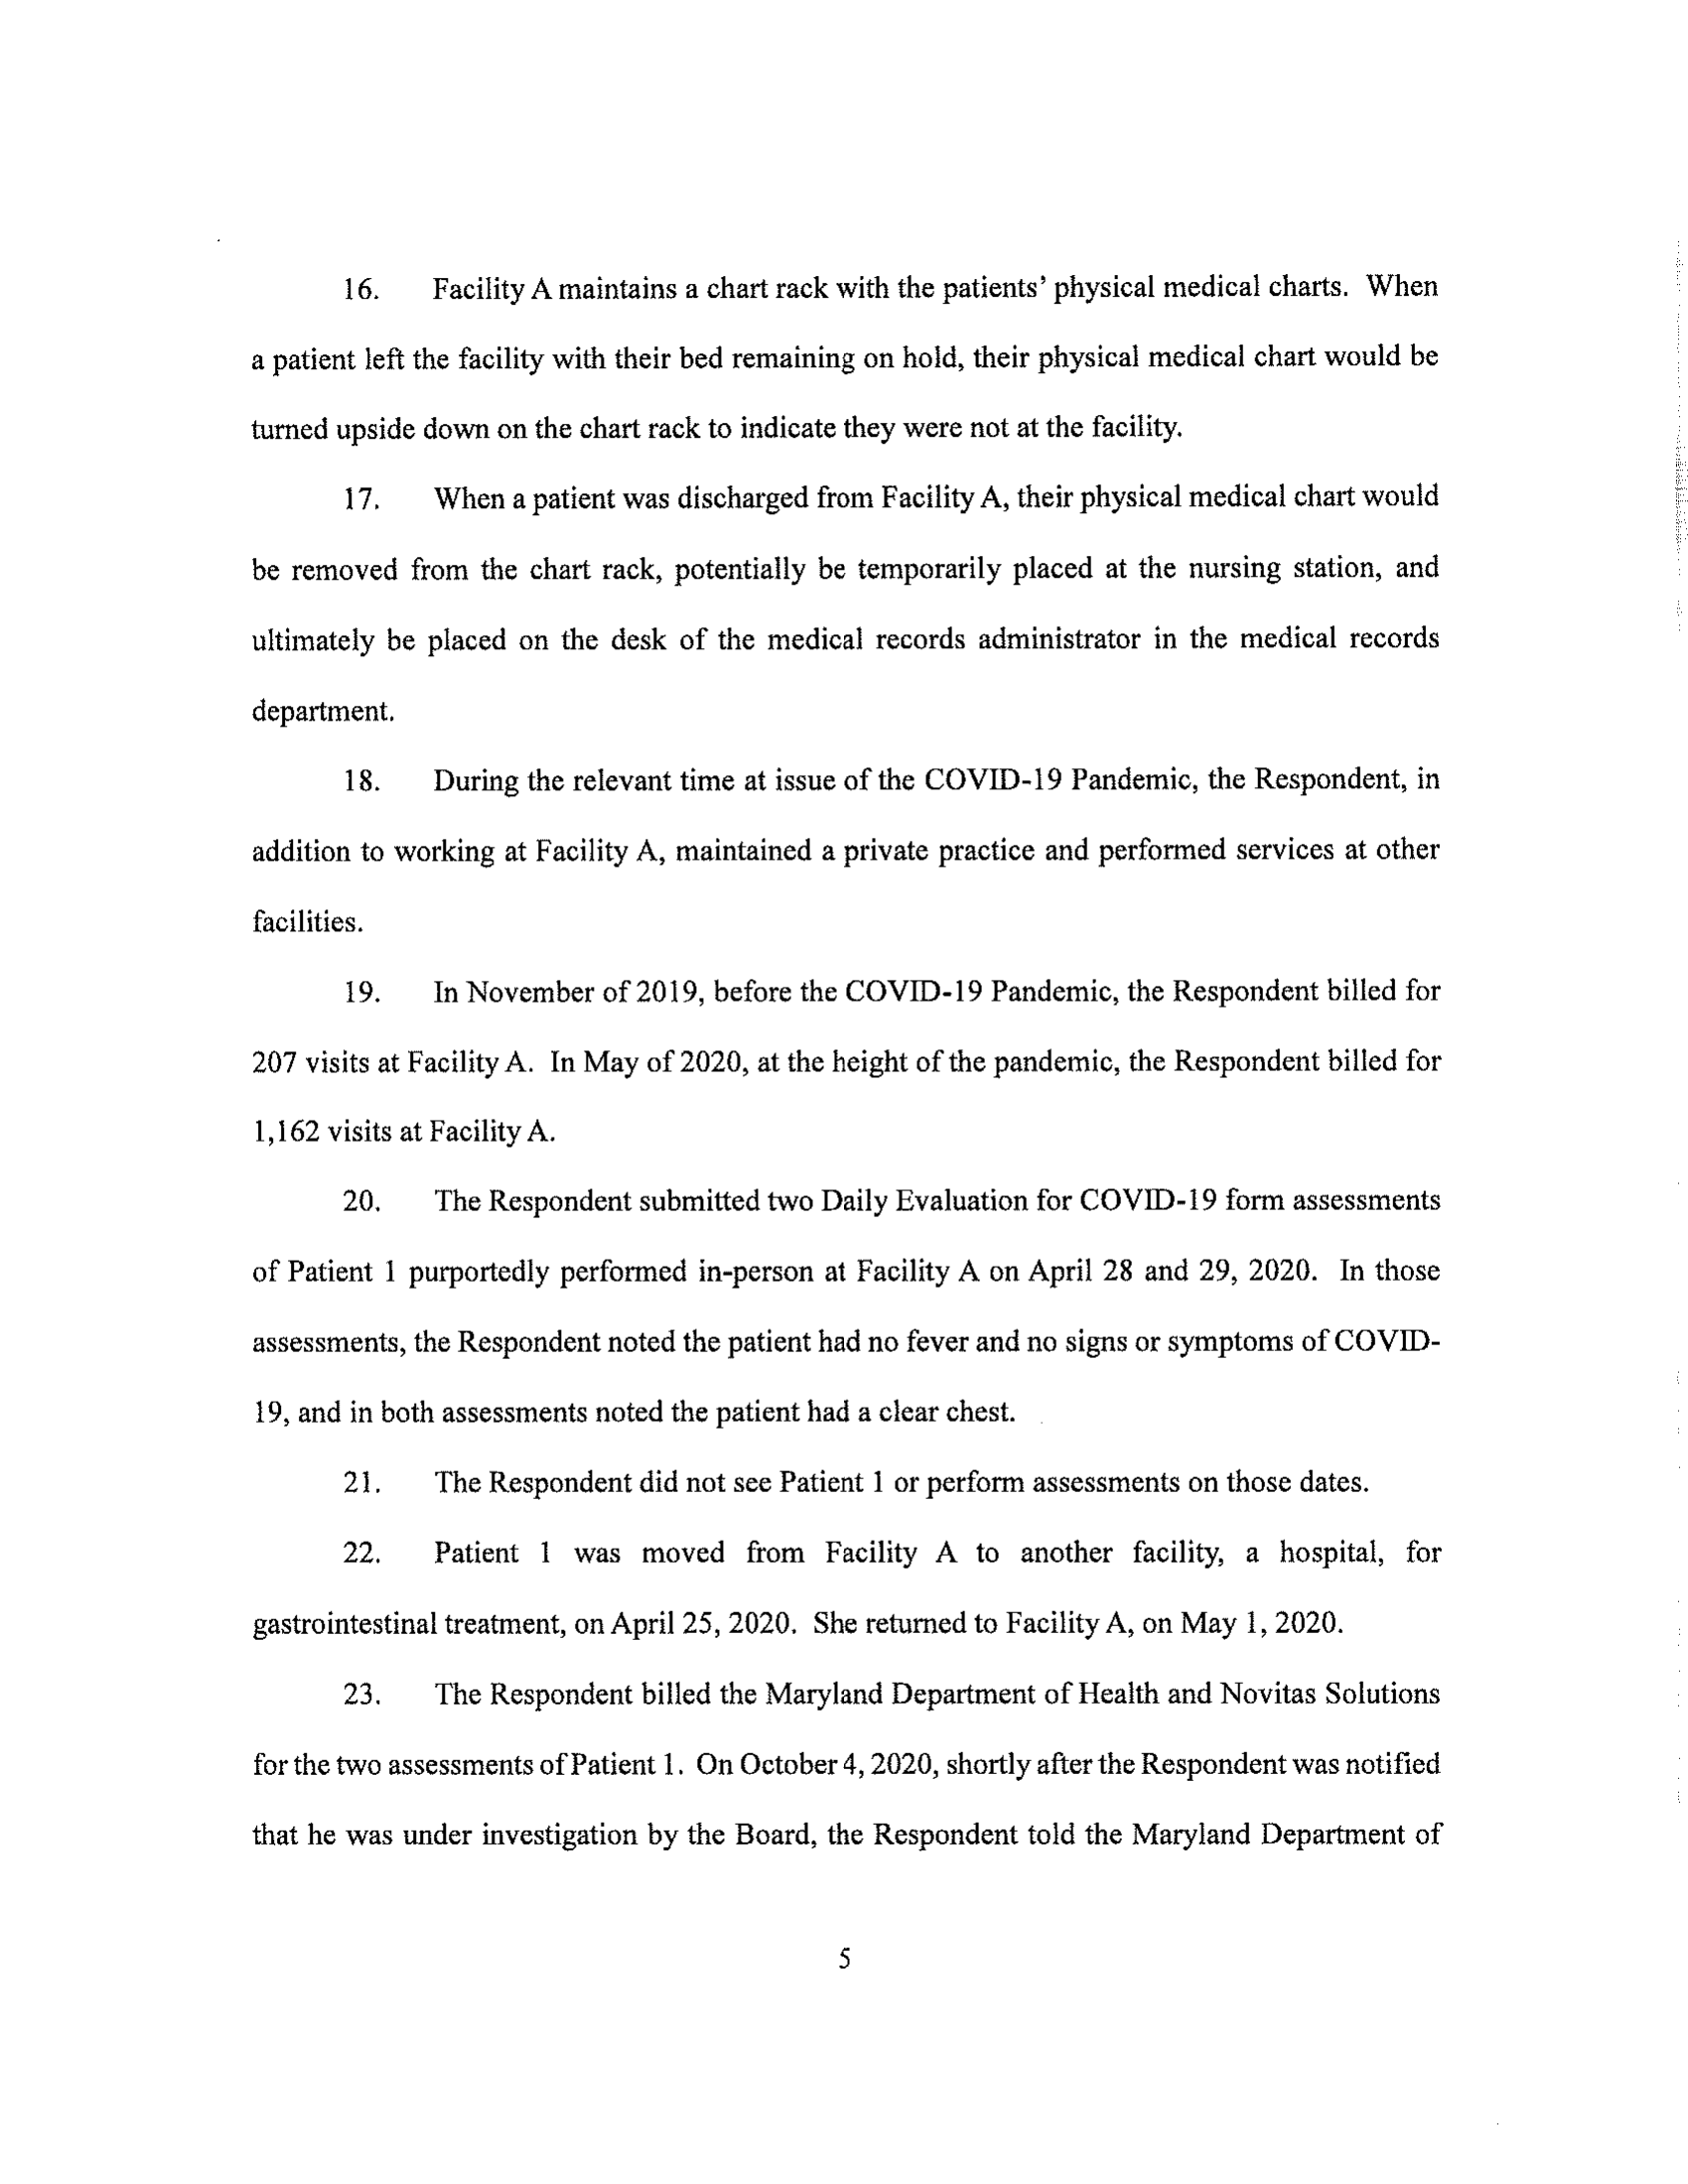 16. Facility A maintains a chart rack with the patients' physical medical charts. When
a patient left the facility with their bed remaining on hold, their physical medical chart would be
turned upside down on the chart rack to indicate they were not at the facility.
17. When a patient was discharged from Facility A, their physical medical chart would
be removed from the chart rack, potentially be temporarily placed at the nursing station, and
ultimately be placed on the desk of the medical records administrator in the medical records
department.
18. During the relevant time at issue of the COVID-19 Pandemic, the Respondent, in
addition to working at Facility A, maintained a private practice and performed services at other
facilities.
19. In November of 2019, before the COVID-19 Pandemic, the Respondent billed for
207 visits at Facility A. In May of 2020, at the height of the pandemic, the Respondent billed for
1,162 visits at Facility A.
20. The Respondent submitted two Daily Evaluation for COVID-19 form assessments
of Patient 1 purportedly performed in-person at Facility A on April 28 and 29, 2020. In those
assessments, the Respondent noted the patient had no fever and no signs or symptoms of COVID-
19, and in both assessments noted the patient had a clear chest.
21. The Respondent did not see Patient 1 or perform assessments on those dates.
22. Patient 1 was moved from Facility A to another facility, a hospital, for
gastrointestinal treatment, on April 25, 2020. She returned to Facility A, on May 1, 2020.
23. The Respondent billed the Maryland Department of Health and Novitas Solutions
for the two assessments of Patient 1. On October 4, 2020, shortly after the Respondent was notified
that he was under investigation by the Board, the Respondent told the Maryland Department of
5